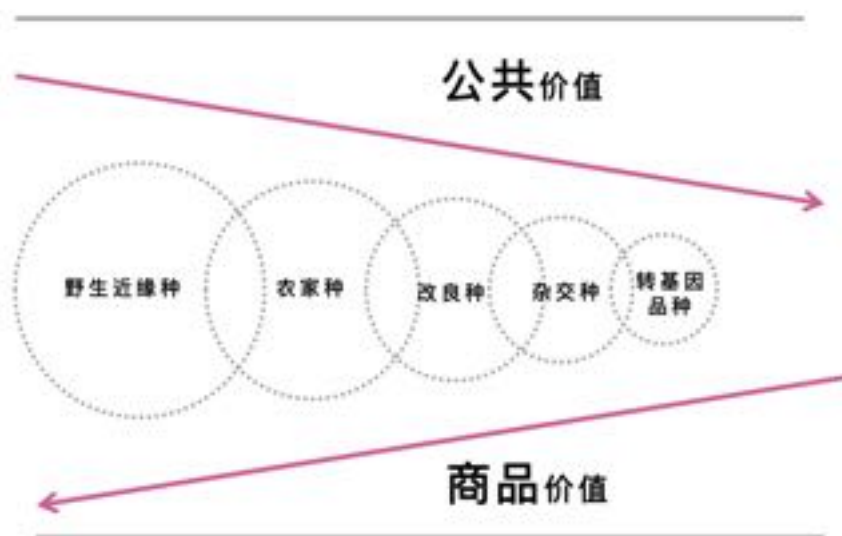 公共价值
野生近缘种
农家种
改良种
杂交种
转基因
品种
商品价值